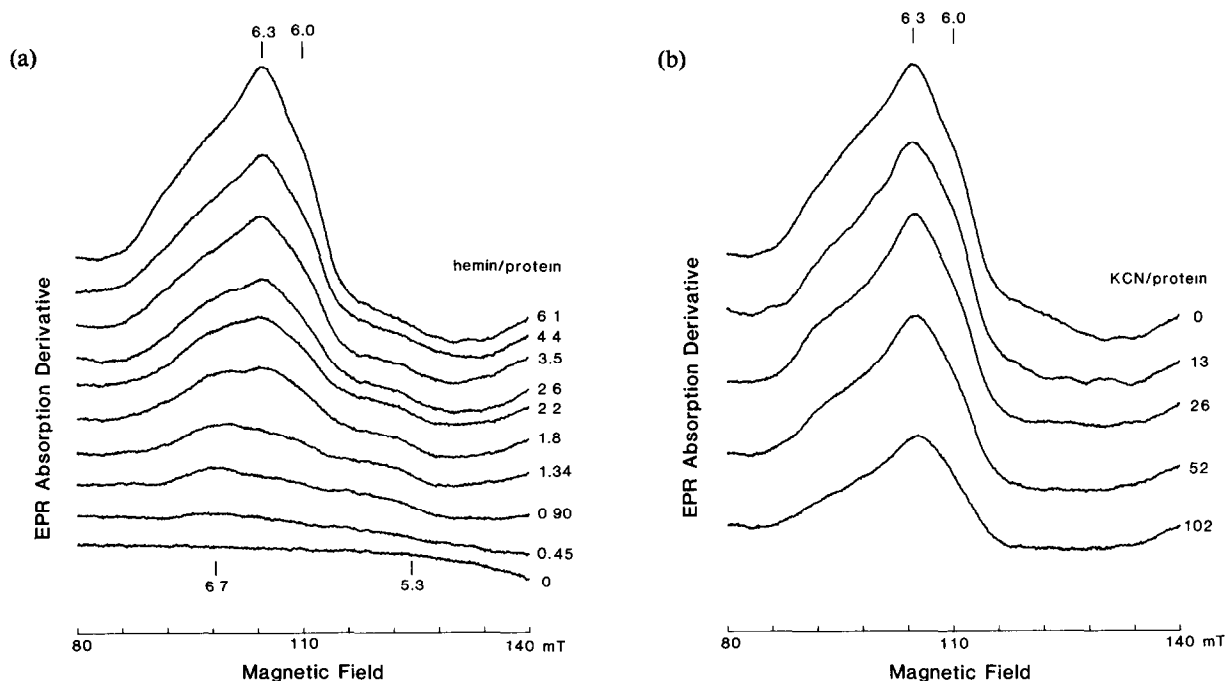 (a)
6.3 6.0
EPR Absorption Derivative
hemin/protein
6 1
4 4
3.5
2 6
2 2
1.8
1.34
0 90
0.45
0
6 7 5.3
80 110 140 mT
Magnetic Field
(b)
6 3 6.0
EPR Absorption Derivative
KCN/protein
0
13
26
52
102
80 110 140 mT
Magnetic Field